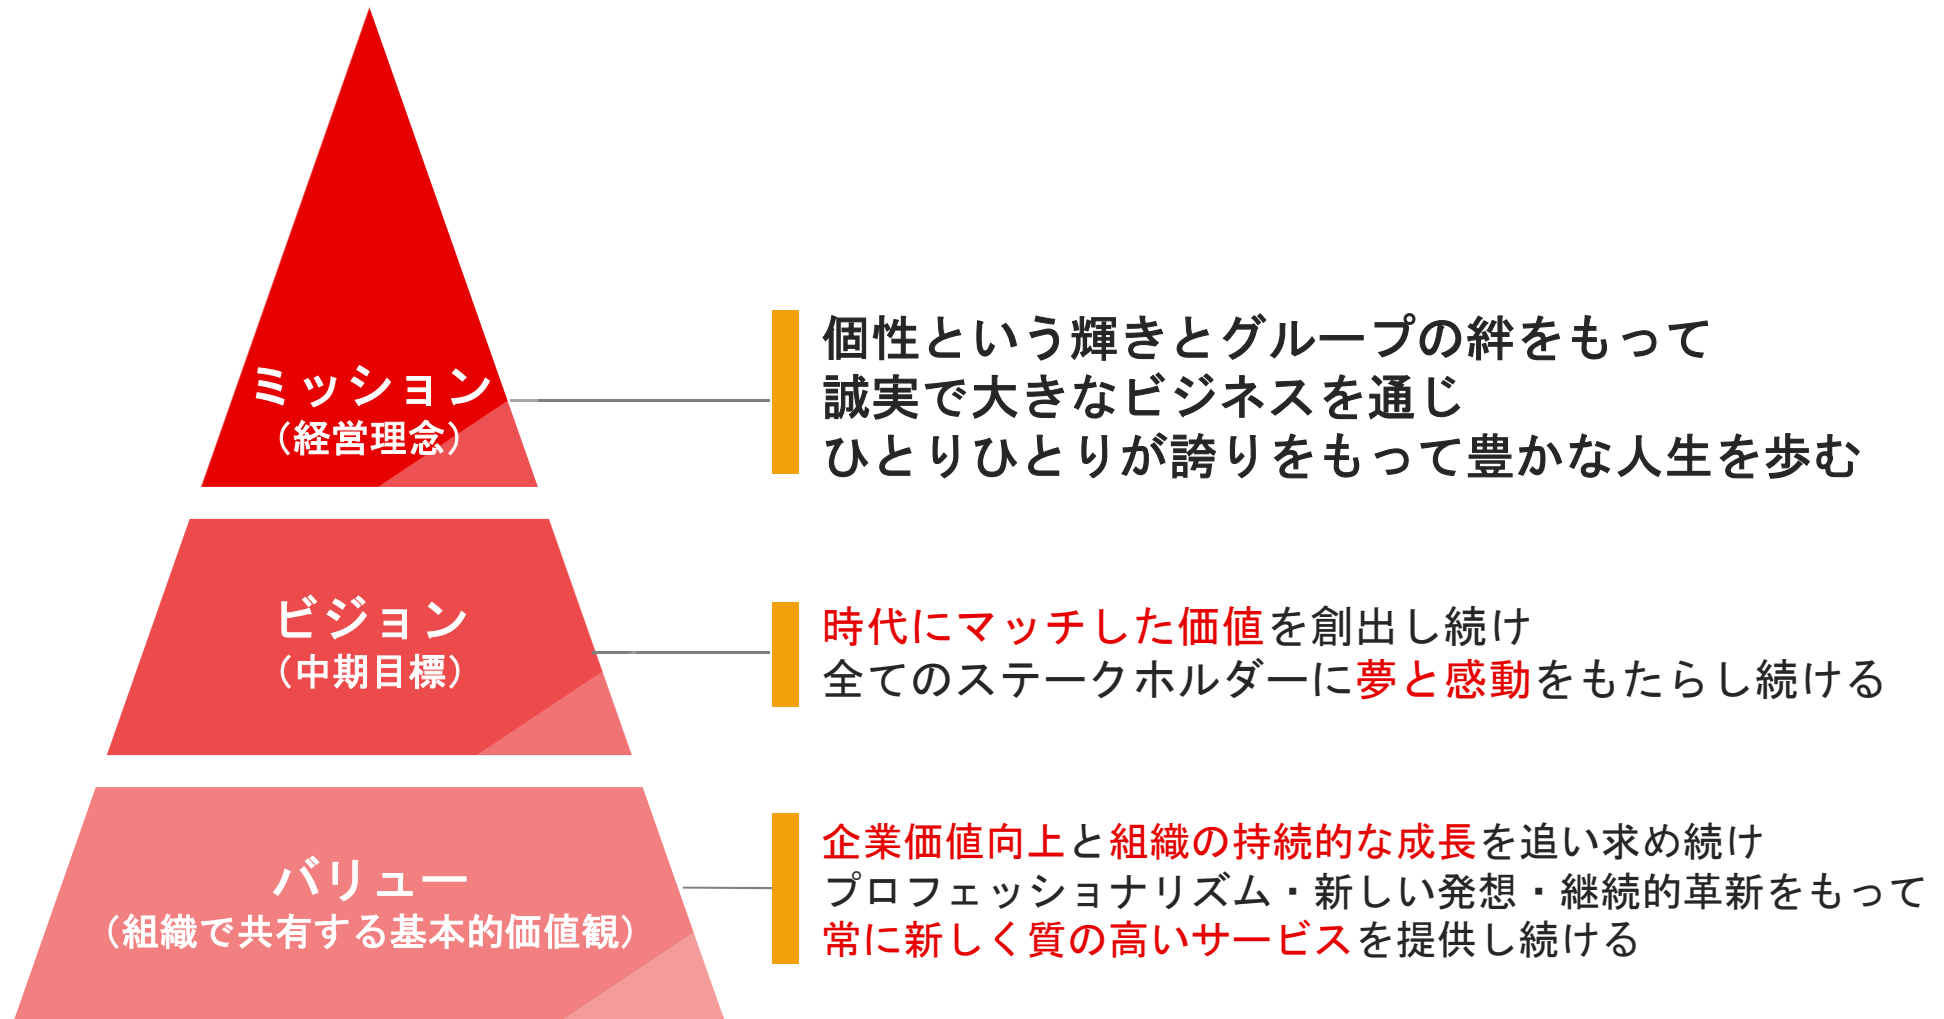 ミッション
（経営理念）
個性という輝きとグループの絆をもって
誠実で大きなビジネスを通じ
ひとりひとりが誇りをもって豊かな人生を歩む
ビジョン
（中期目標）
時代にマッチした価値を創出し続け
全てのステークホルダーに夢と感動をもたらし続ける
バリュー
（組織で共有する基本的価値観）
企業価値向上と組織の持続的な成長を追い求め続け
プロフェッショナリズム・新しい発想・継続的革新をもって
常に新しく質の高いサービスを提供し続ける